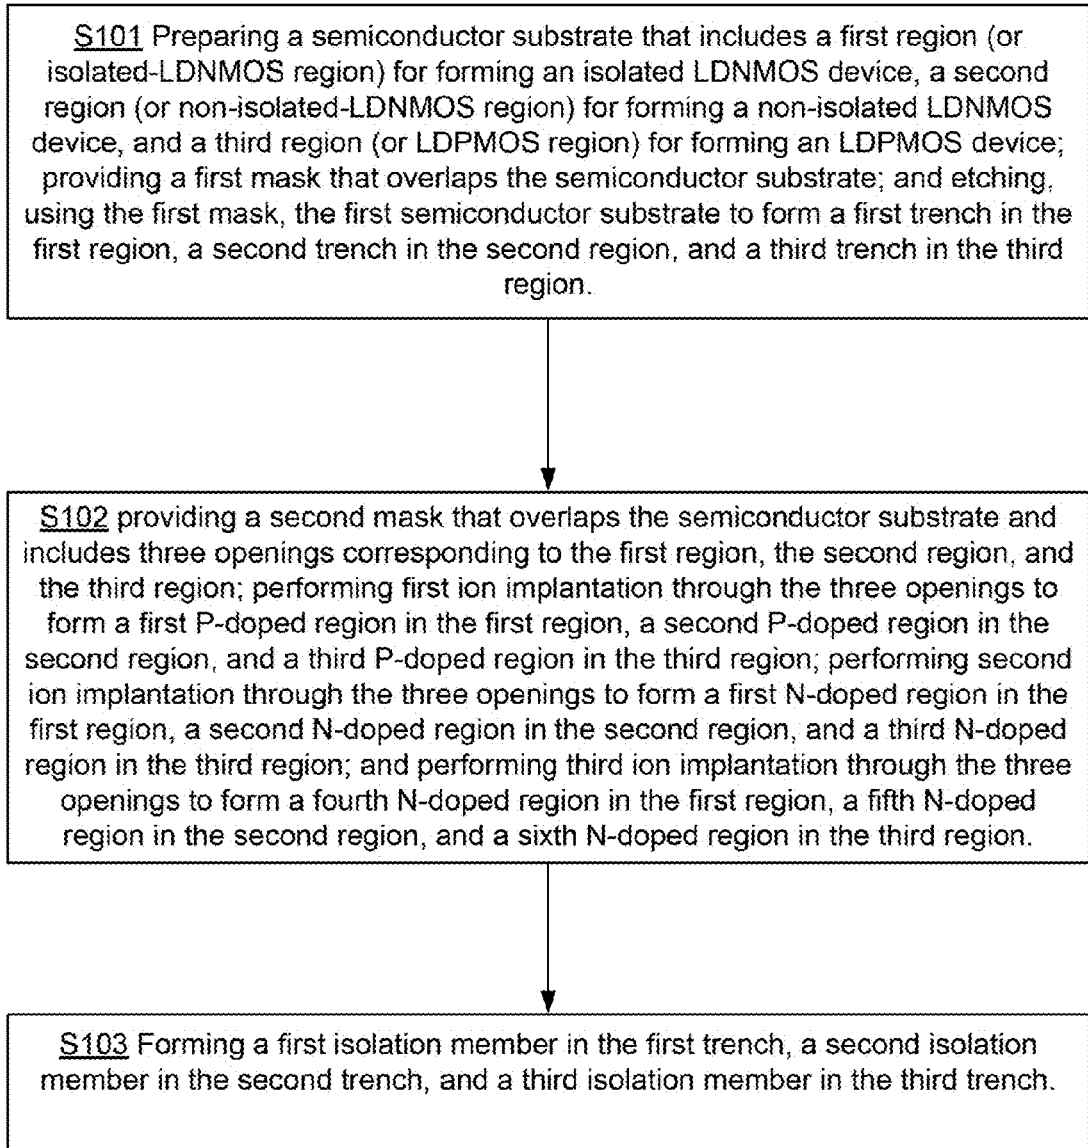 S101 Preparing a semiconductor substrate that includes a first region (or
isolated-LDNMOS region) for forming an isolated LDNMOS device, a second
region (or non-isolated-LDNMOS region) for forming a non-isolated LDNMOS
device, and a third region (or LDPMOS region) for forming an LDPMOS device;
providing a first mask that overlaps the semiconductor substrate; and etching,
using the first mask, the first semiconductor substrate to form a first trench in the
first region, a second trench in the second region, and a third trench in the third
region.
S102 providing a second mask that overlaps the semiconductor substrate and
includes three openings corresponding to the first region, the second region, and
the third region; performing first ion implantation through the three openings to
form a first P-doped region in the first region, a second P-doped region in the
second region, and a third P-doped region in the third region; performing second
ion implantation through the three openings to form a first N-doped region in the
first region, a second N-doped region in the second region, and a third N-doped
region in the third region; and performing third ion implantation through the three
openings to form a fourth N-doped region in the first region, a fifth N-doped
region in the second region, and a sixth N-doped region in the third region.
S103 Forming a first isolation member in the first trench, a second isolation
member in the second trench, and a third isolation member in the third trench.